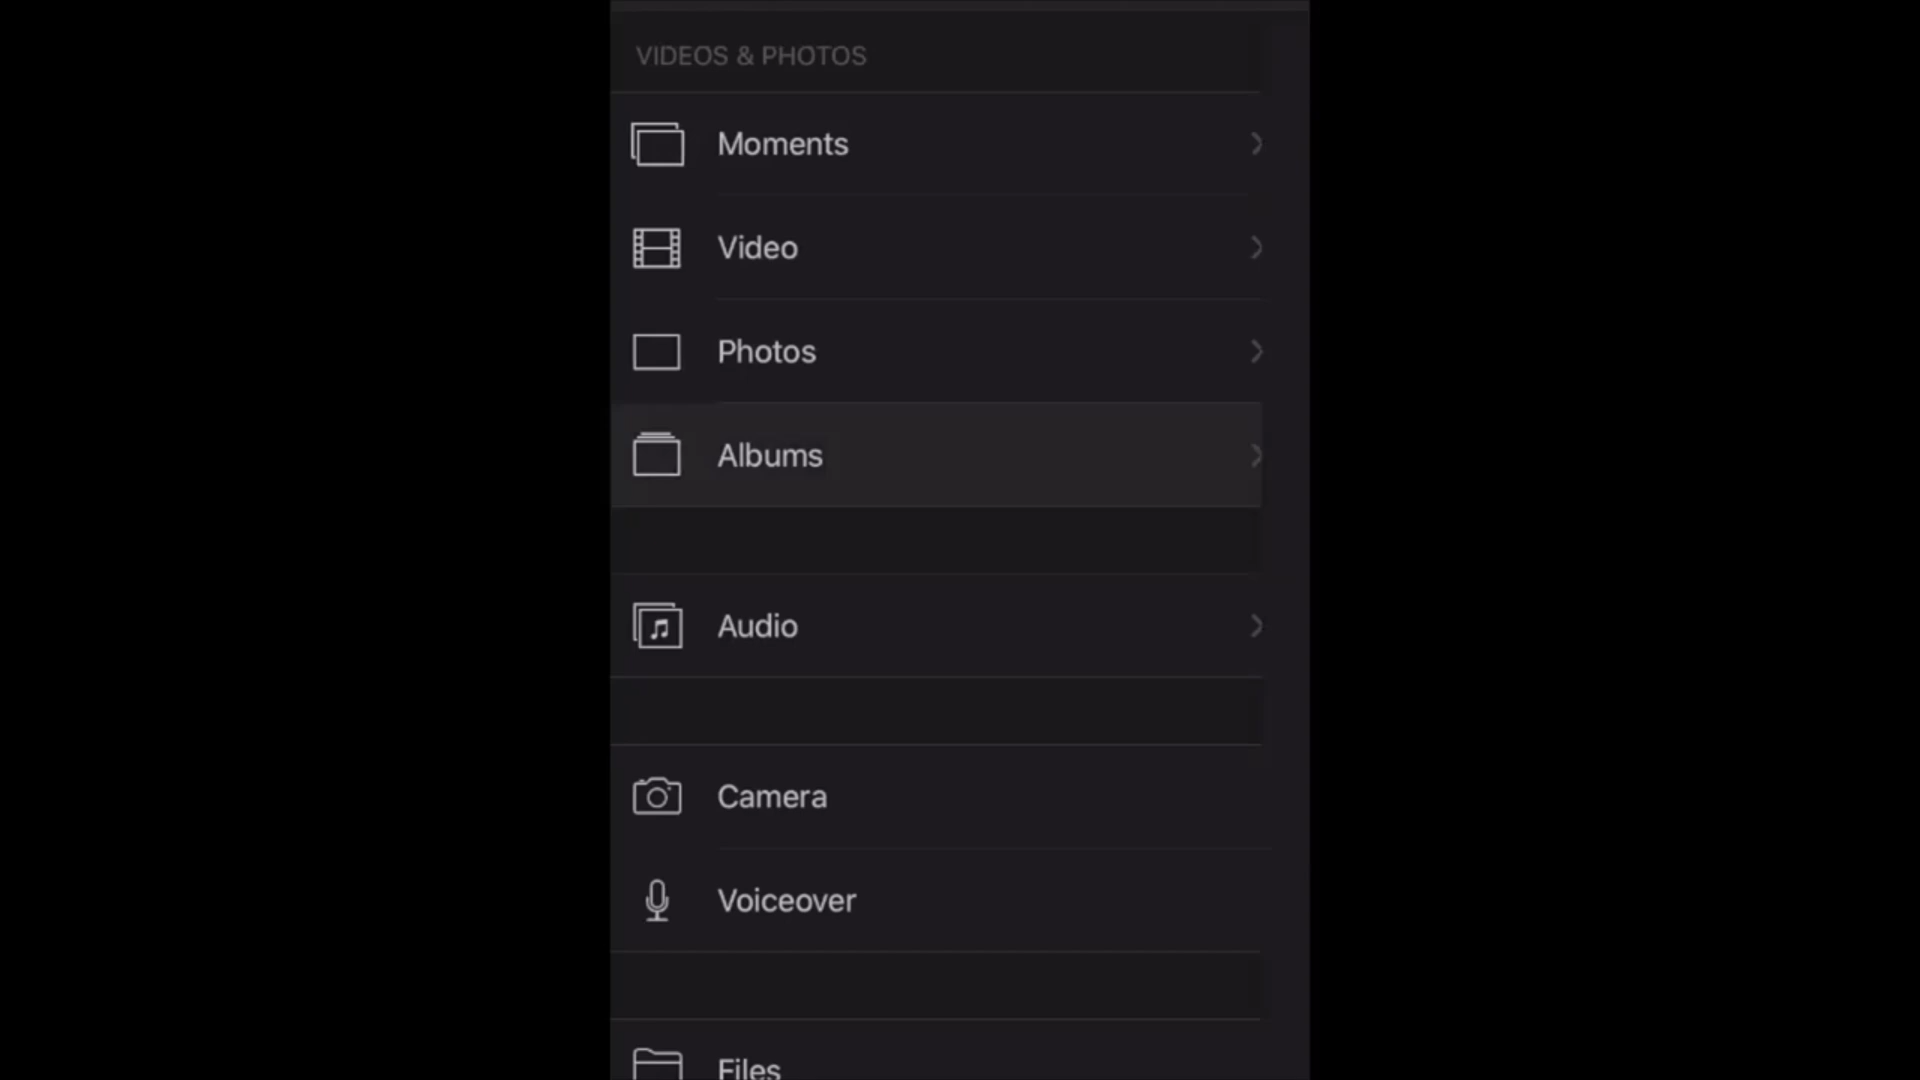 VIDEOS & PHOTOS
Moments
Video
Photos
Albums
Audio
Camera
Voiceover
Files